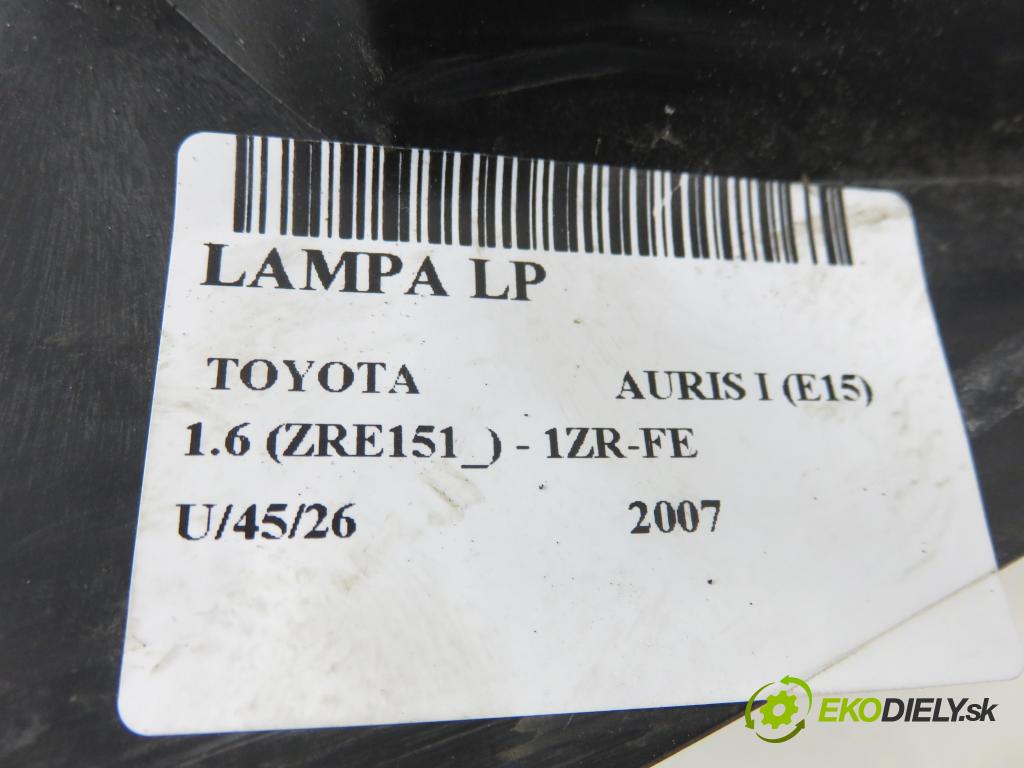 LAMPA LP
TOYOTA AURIS I (E15)
1.6 (ZRE151_) - 1ZR-FE
U/45/26 2007
EKODIELY.sk